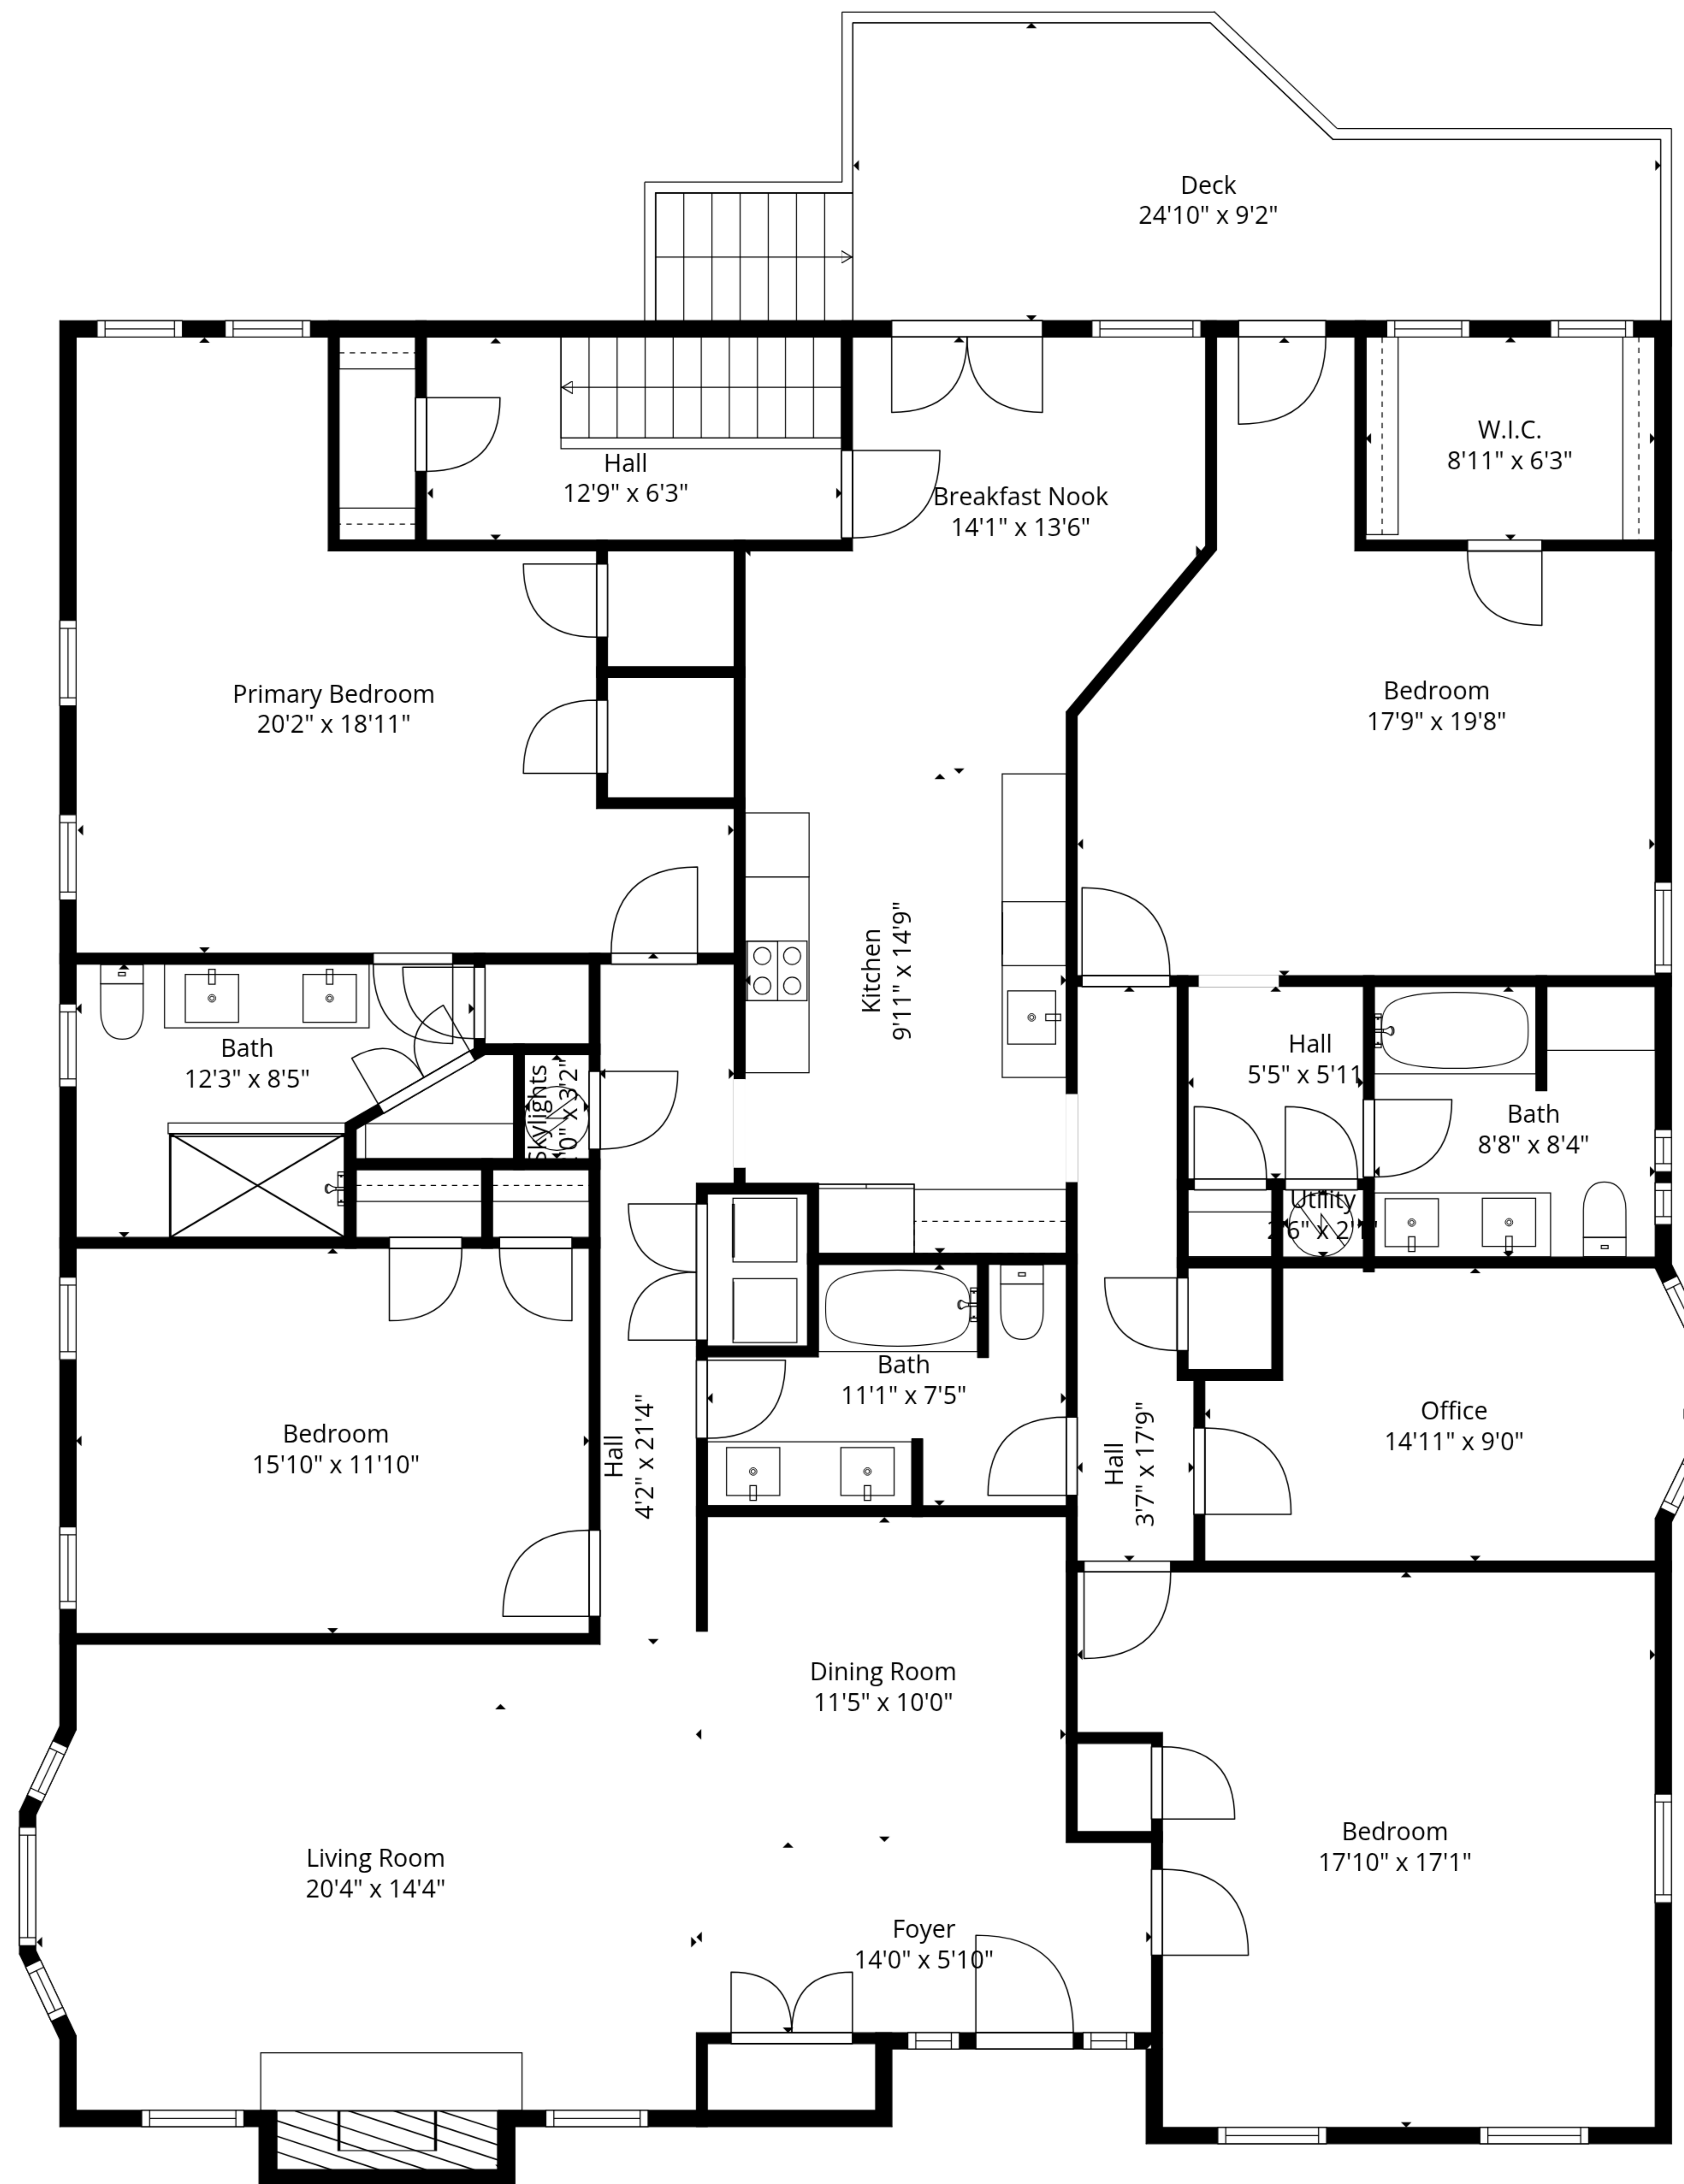 Deck
24'10" x 9'2"
W.I.C.
8'11" x 6'3"
Hall
12'9" x 6'3"
Breakfast Nook
14'1" x 13'6"
Primary Bedroom
20'2" x 18'11"
Bedroom
17'9" x 19'8"
Kitchen
9'11" x 14'9"
Bath
12'3" x 8'5"
Skylights
x 3'2"
Hall
5'5" x 5'11
Bath
8'8" x 8'4"
Utility
Bath
11'1" x 7'5"
Bedroom
15'10" x 11'10"
Hall
4'2" x 21'4"
Hall
3'7" x 17'9"
Office
14'11" x 9'0"
Dining Room
11'5" x 10'0"
Living Room
20'4" x 14'4"
Bedroom
17'10" x 17'1"
Foyer
14'0" x 5'10"